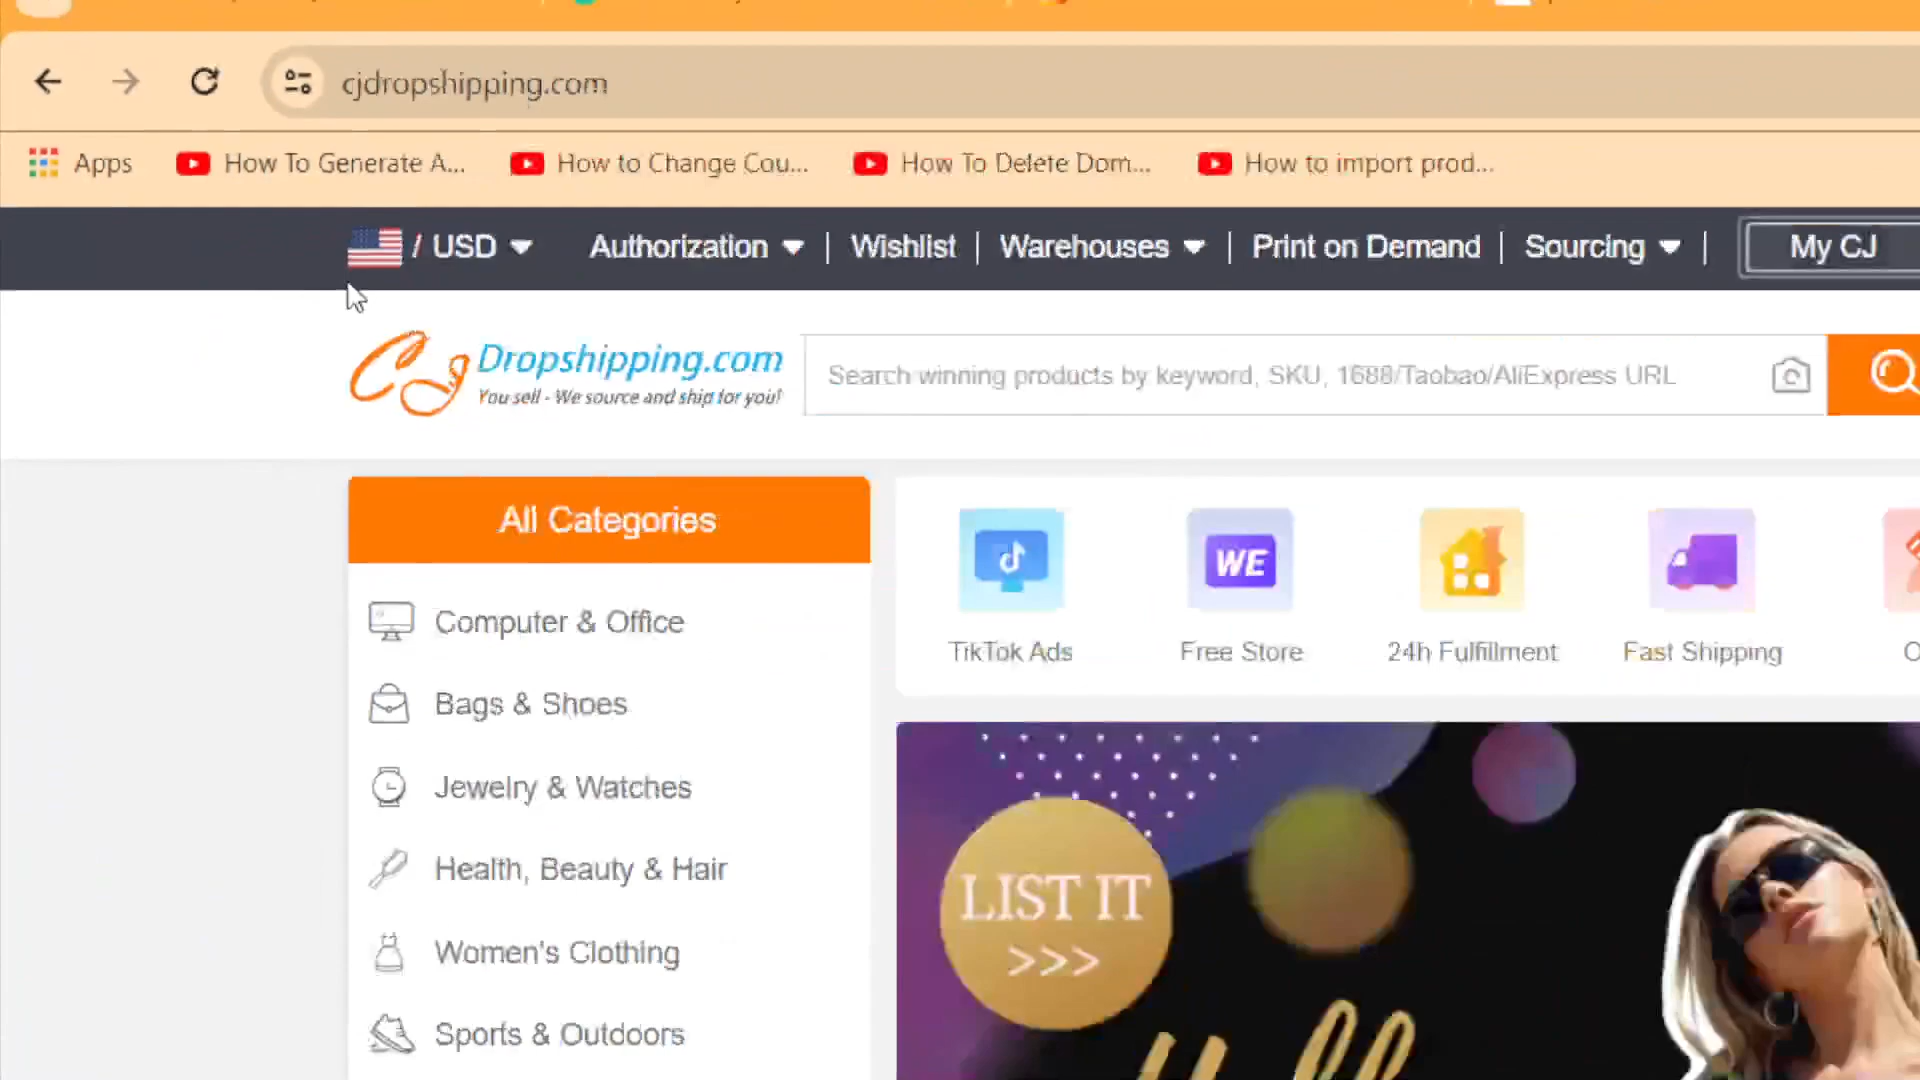 cjdropshipping.com
Apps How To Generate A... How to Change Cou... How To Delete Dom... How to import prod...
/ USD Authorization | Wishlist | Warehouses | Print on Demand | Sourcing | My CJ
CJ Dropshipping.com
You sell - We source and ship for you!
Search winning products by keyword, SKU, 1688/Taobao/AliExpress URL
All Categories
Computer & Office
Bags & Shoes
Jewelry & Watches
Health, Beauty & Hair
Women's Clothing
Sports & Outdoors
WE
TikTok Ads Free Store 24h Fulfillment Fast Shipping
LIST IT
>>>